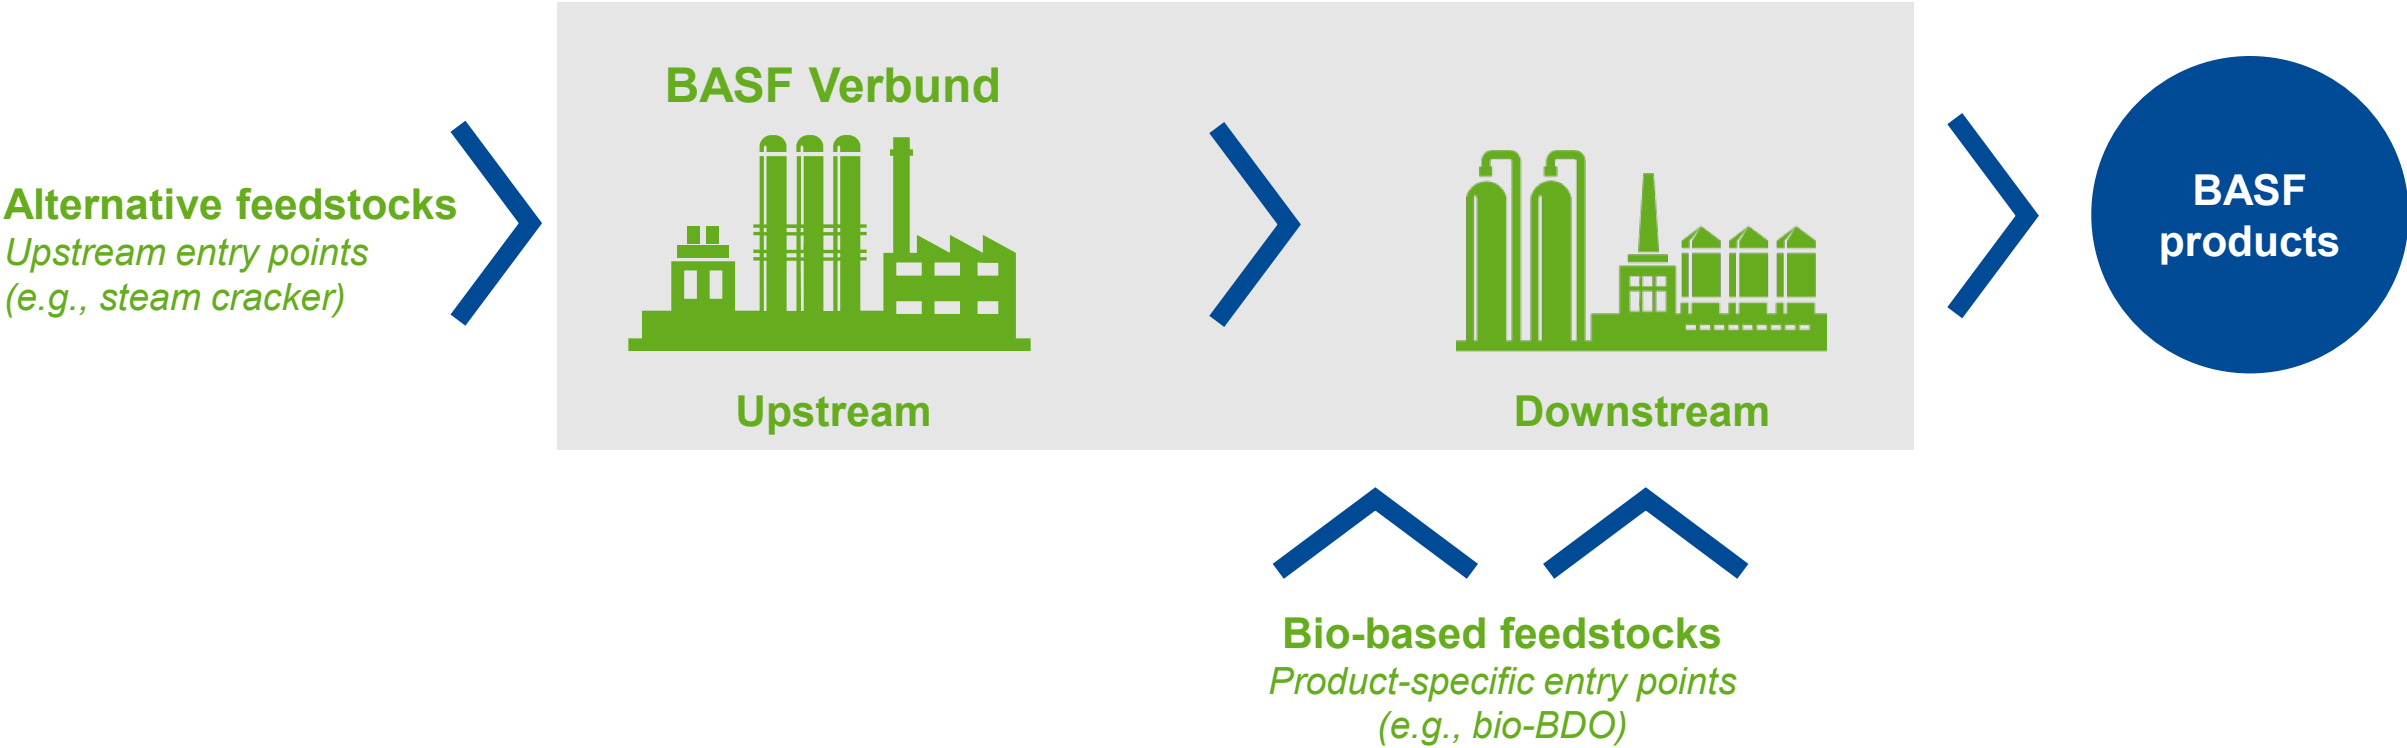 Alternative feedstocks
Upstream entry points
(e.g., steam cracker)
BASF Verbund
Upstream
Downstream
BASF
products
Bio-based feedstocks
Product-specific entry points
(e.g., bio-BDO)